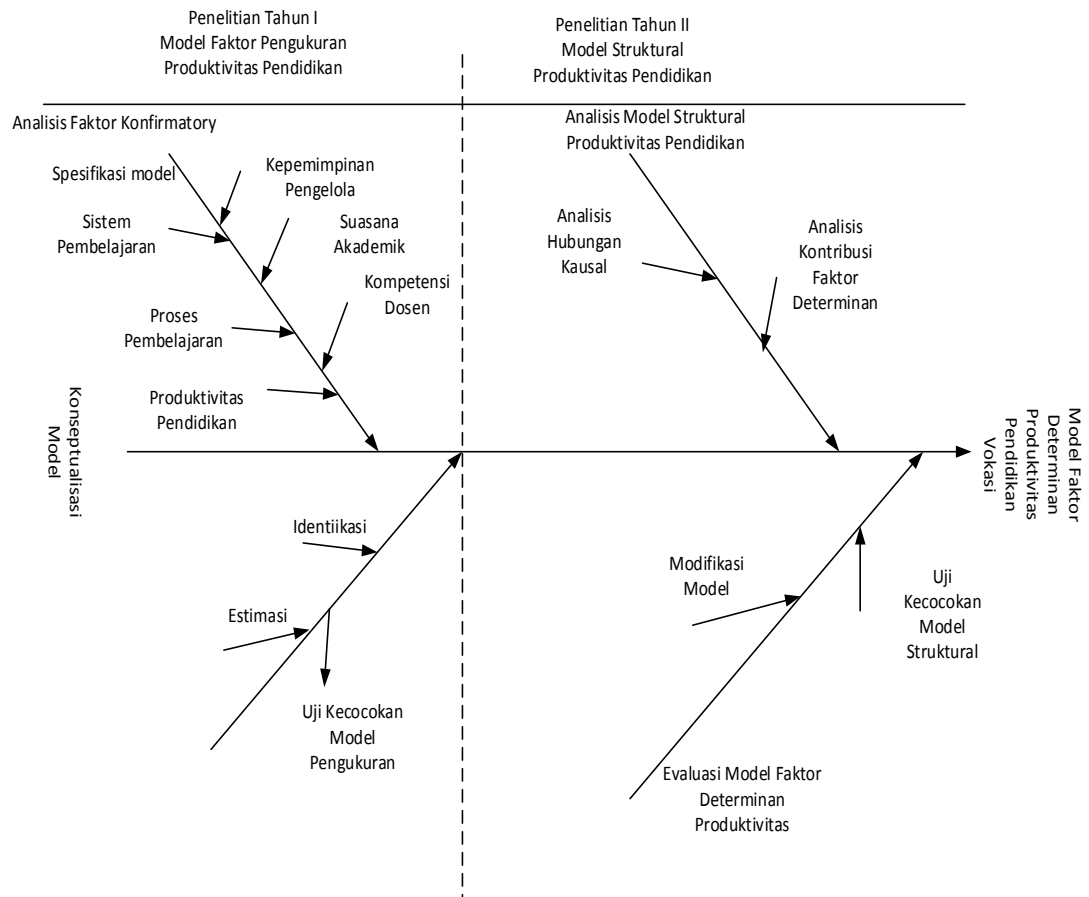 Penelitian Tahun I
Model Faktor Pengukuran
Produktivitas Pendidikan
Penelitian Tahun II
Model Struktural
Produktivitas Pendidikan
Analisis Faktor Konfirmatory
Spesifikasi model
Kepemimpinan
Pengelola
Sistem
Pembelajaran
Suasana
Akademik
Kompetensi
Dosen
Proses
Pembelajaran
Produktivitas
Pendidikan
Analisis Model Struktural
Produktivitas Pendidikan
Analisis
Hubungan
Kausal
Analisis
Kontribusi
Faktor
Determinan
Konseptualisasi
Model
Model Faktor
Determinan
Produktivitas
Pendidikan
Vokasi
Identiikasi
Estimasi
Uji Kecocokan
Model
Pengukuran
Modifikasi
Model
Uji
Kecocokan
Model
Struktural
Evaluasi Model Faktor
Determinan
Produktivitas